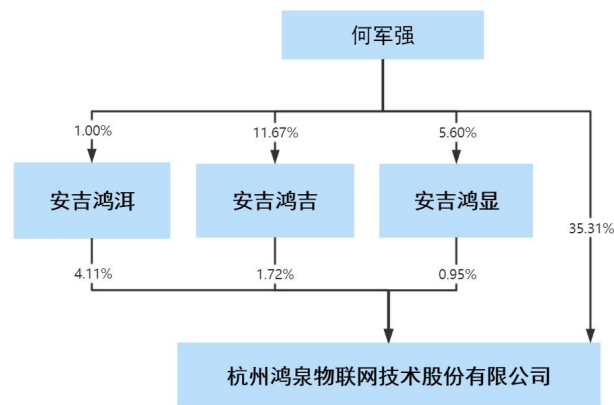 何军强
1.00%
11.67%
5.60%
安吉鸿洱
安吉鸿吉
安吉鸿显
35.31%
4.11%
1.72%
0.95%
杭州鸿泉物联网技术股份有限公司